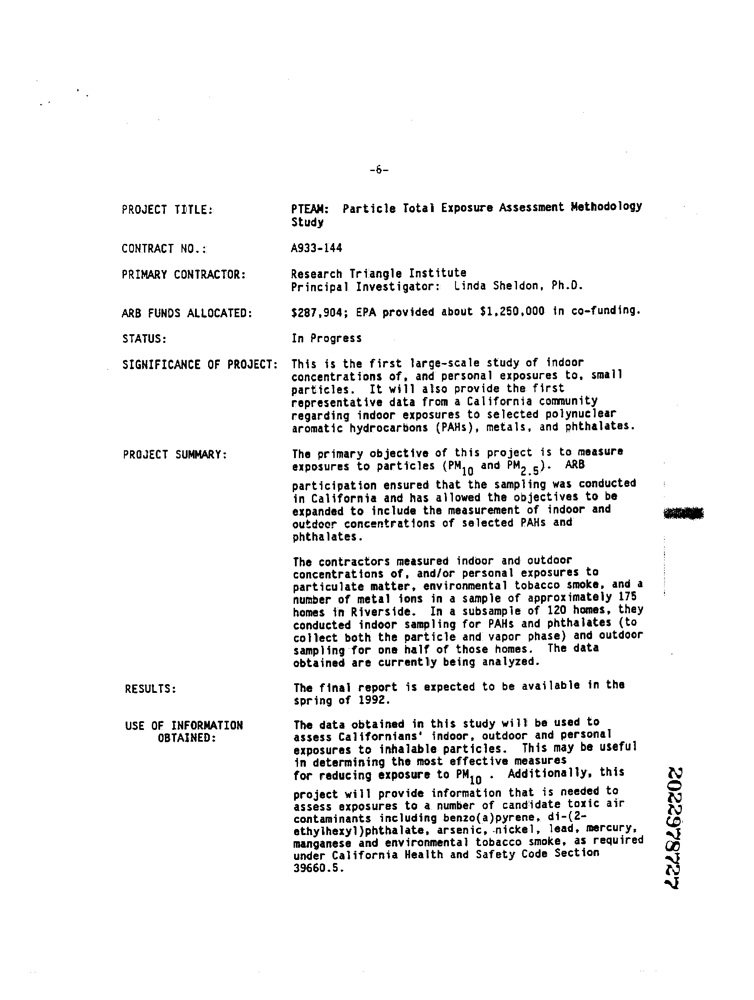 -6-
PROJECT TITLE: PTEAM: Particle Total Exposure Assessment Methodology
Study
CONTRACT NO.: A933-144
PRIMARY CONTRACTOR: Research Triangle Institute
Principal Investigator: Linda Sheldon, Ph.D.
ARB FUNDS ALLOCATED: $287,904; EPA provided about $1,250,000 in co-funding.
STATUS: In Progress
SIGNIFICANCE OF PROJECT: This is the first large-scale study of indoor
concentrations of, and personal exposures to, small
particles. It will also provide the first
representative data from a California community
regarding indoor exposures to selected polynuclear
aromatic hydrocarbons (PAHs), metals, and phthalates.
PROJECT SUMMARY: The primary objective of this project is to measure
exposures to particles (PM10 and PM2.5). ARB
participation ensured that the sampling was conducted
in California and has allowed the objectives to be
expanded to include the measurement of indoor and
outdoor concentrations of selected PAHs and
phthalates.
The contractors measured indoor and outdoor
concentrations of, and/or personal exposures to
particulate matter, environmental tobacco smoke, and a
number of metal ions in a sample of approximately 175
homes in Riverside. In a subsample of 120 homes, they
conducted indoor sampling for PAHs and phthalates (to
collect both the particle and vapor phase) and outdoor
sampling for one half of those homes. The data
obtained are currently being analyzed.
RESULTS: The final report is expected to be available in the
spring of 1992.
USE OF INFORMATION The data obtained in this study will be used to
OBTAINED: assess Californians' indoor, outdoor and personal
exposures to inhalable particles. This may be useful
in determining the most effective measures
for reducing exposure to PM10 . Additionally, this
project will provide information that is needed to
assess exposures to a number of candidate toxic air
contaminants including benzo(a)pyrene, di-(2-
ethylhexyl)phthalate, arsenic, nickel, lead, mercury,
manganese and environmental tobacco smoke, as required
under California Health and Safety Code Section
39660.5.
2022978727